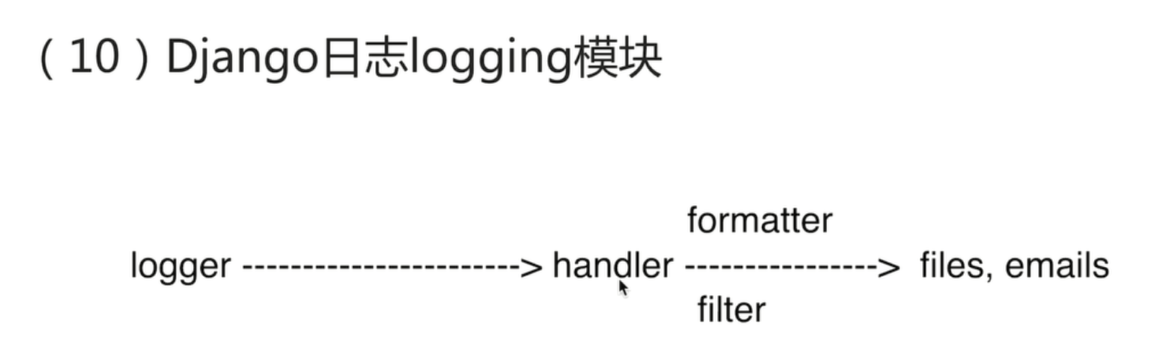 （10）Django日志logging模块
formatter
logger -----------------------> handler ----------------> files, emails
filter